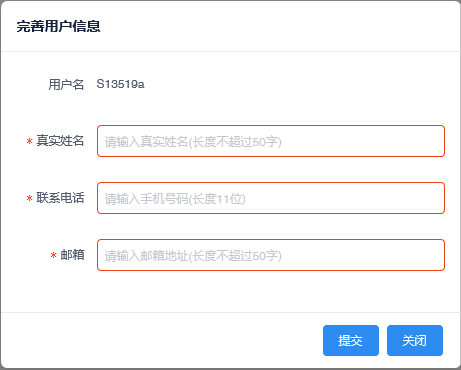 完善用户信息
用户名 S13519a
* 真实姓名 请输入真实姓名(长度不超过50字)
* 联系电话 请输入手机号码(长度11位)
* 邮箱 请输入邮箱地址(长度不超过50字)
提交 关闭